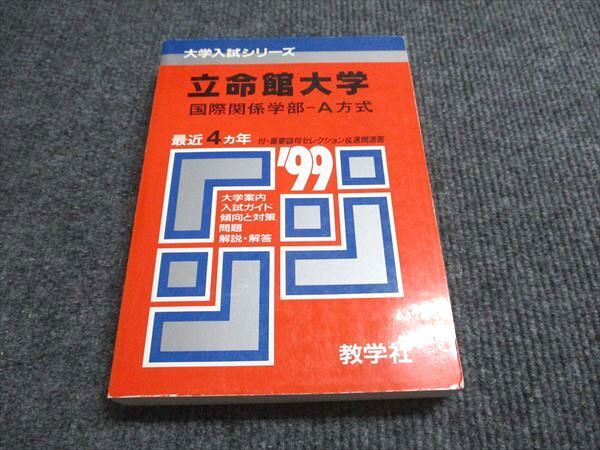 大学入試シリーズ
立命館大学
国際関係学部-A方式
最近4ヵ年 付・重要語句セレクション&速問速答
'99
大学案内
入試ガイド
傾向と対策
問題
解説・解答
教学社